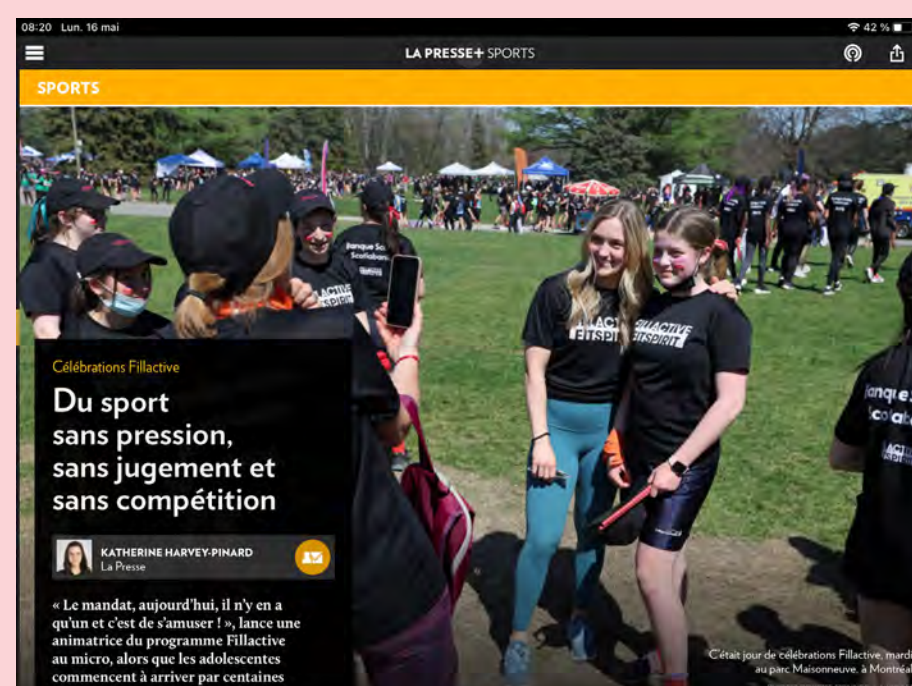 08:20 Lun. 16 mai
42 %
LA PRESSE+ SPORTS
SPORTS
Banque Sc
Scotiaban
FILLACTIVE
FITSPIRIT
Célébrations Fillactive
Du sport
sans pression,
sans jugement et
sans compétition
KATHERINE HARVEY-PINARD
La Presse
« Le mandat, aujourd'hui, il n'y en a
qu'un et c'est de s'amuser ! », lance une
animatrice du programme Fillactive
au micro, alors que les adolescentes
commencent à arriver par centaines
C'était jour de célébrations Fillactive, mardi
au parc Maisonneuve, à Montréal